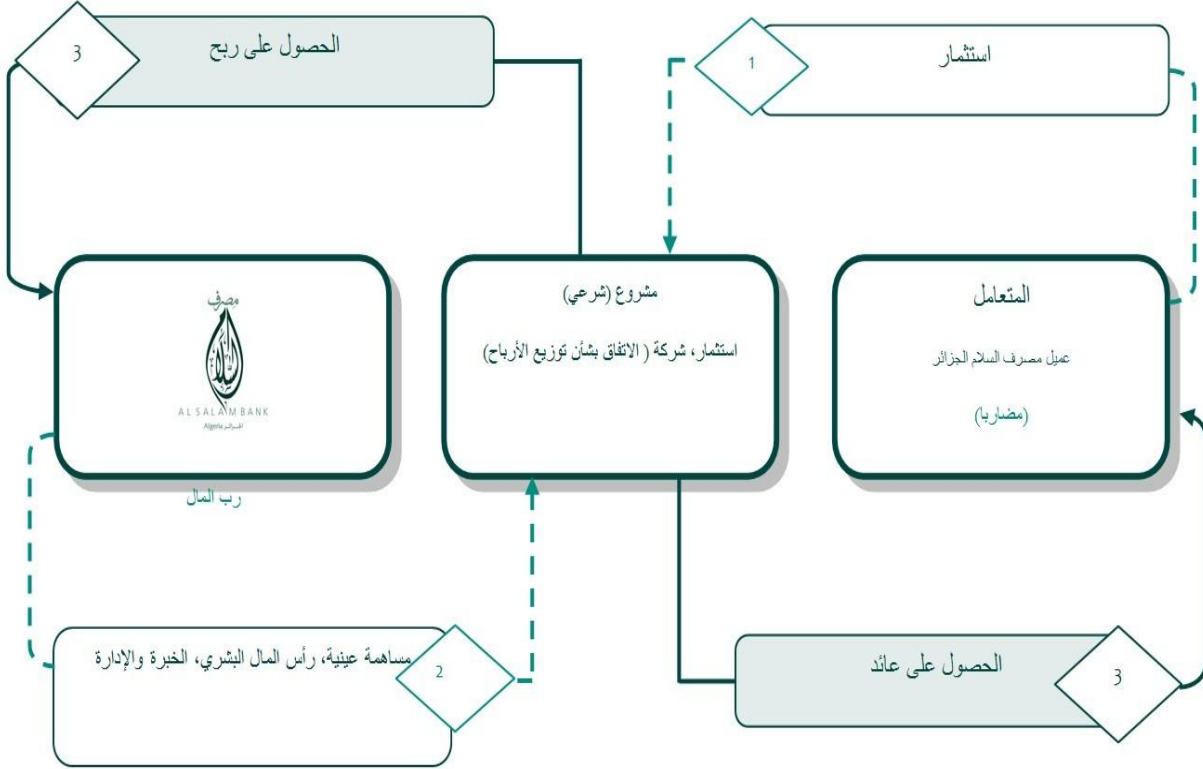 استثمار
1
الحصول على ربح
3
المتعامل
عميل مصرف السلام الجزائر
(مضاربا)
مشروع (شرعي)
استثمار، شركة ( الاتفاق بشأن توزيع الأرباح)
مصرف
السلام
AL SALAM BANK
Algeria الجزائر
رب المال
الحصول على عائد
3
مساهمة عينية، رأس المال البشري، الخبرة والإدارة
2